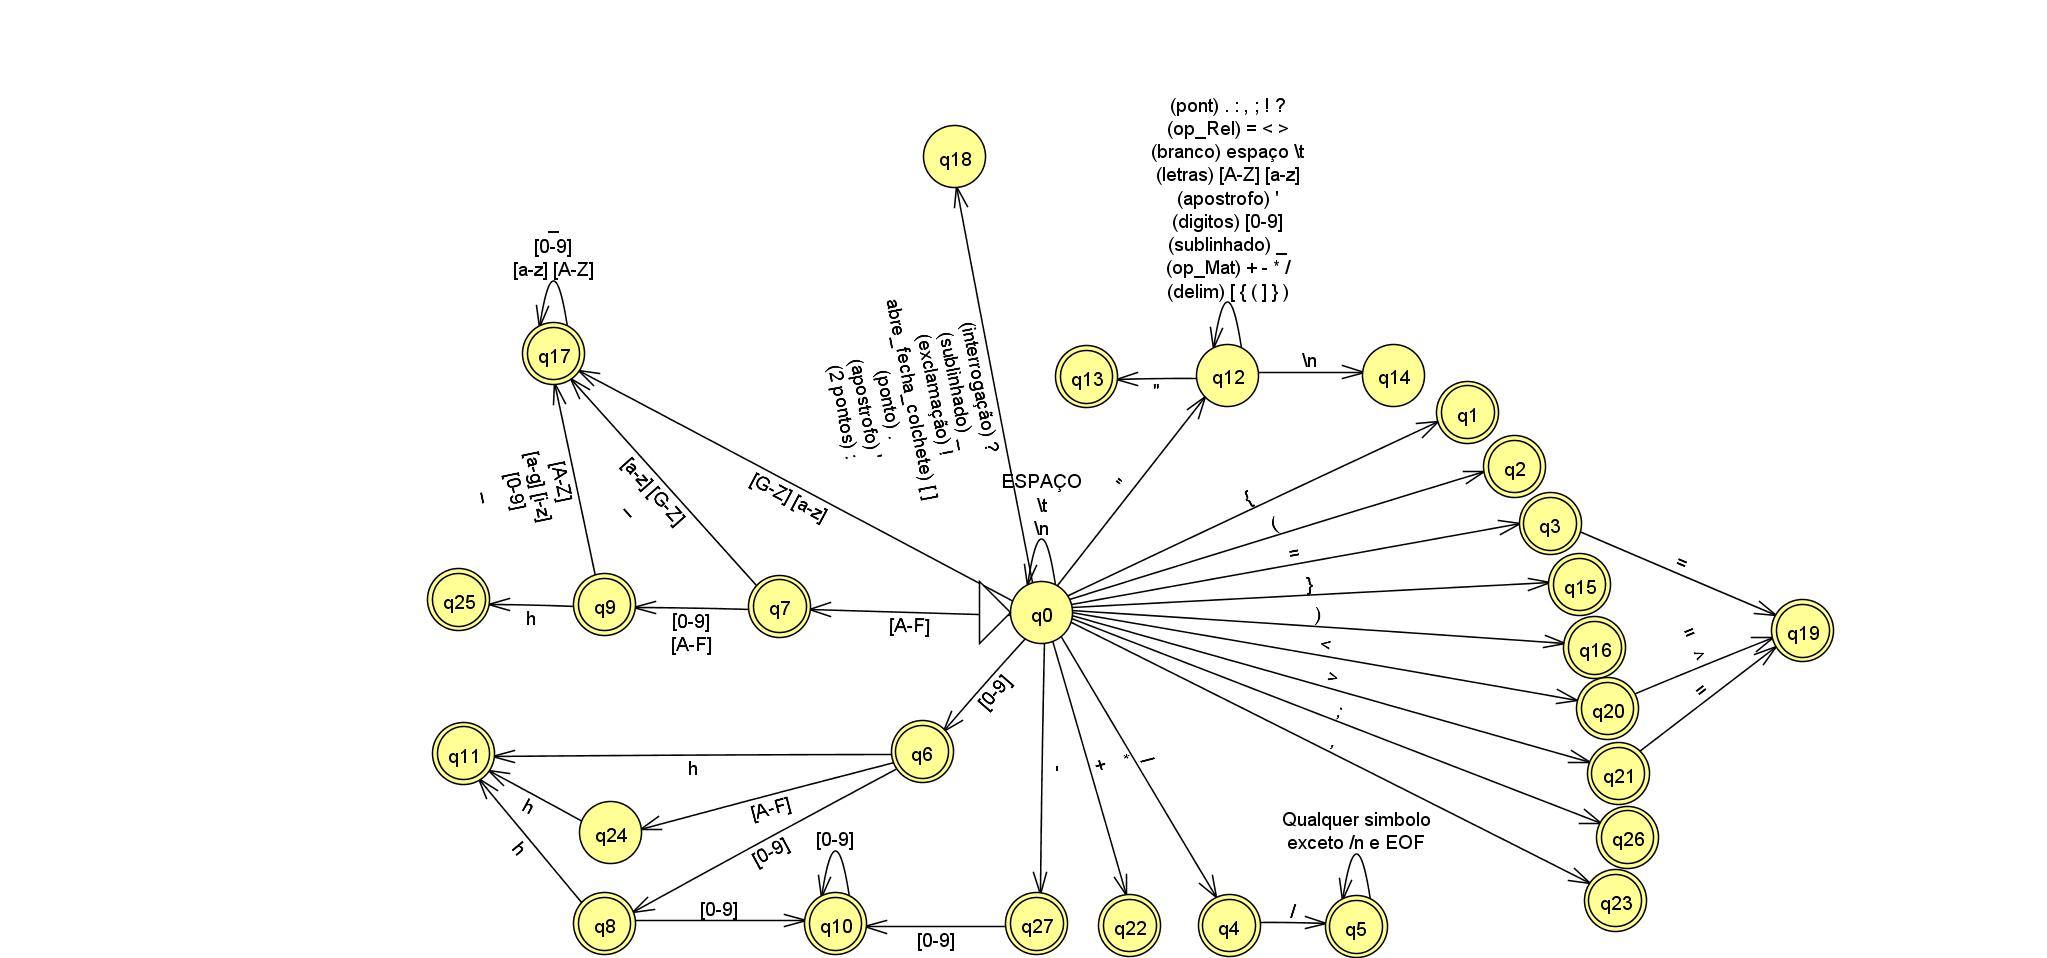 (pont) . : , ; ! ?
(op_Rel) = < >
(branco) espaço \t
(letras) [A-Z] [a-z]
(apostrofo) '
(digitos) [0-9]
(sublinhado) _
(op_Mat) + - * /
(delim) [ { ( ] } )
q18
_
[0-9]
[a-z] [A-Z]
q17
(interrogação) ?
(sublinhado) _
(exclamação) !
abre_fecha_colchete) [ ]
(ponto) .
(apostrofo) '
(2 pontos) :
q13
"
q12
\n
q14
q1
q2
q3
q15
q16
q20
q21
q26
q23
q19
ESPAÇO
\t
\n
"
{
(
=
}
)
<
>
;
,
=
= >
=
[G-Z] [a-z]
[a-z] [G-Z]
_
[A-Z]
[a-g] [i-z]
[0-9]
_
q25
h
q9
[0-9]
[A-F]
q7
[A-F]
q0
[0-9]
q11
h
q6
h
q24
[A-F]
h
[0-9]
q8
[0-9]
[0-9]
q10
[0-9]
q27
'
+
q22
*
/
q4
/
q5
Qualquer simbolo
exceto /n e EOF